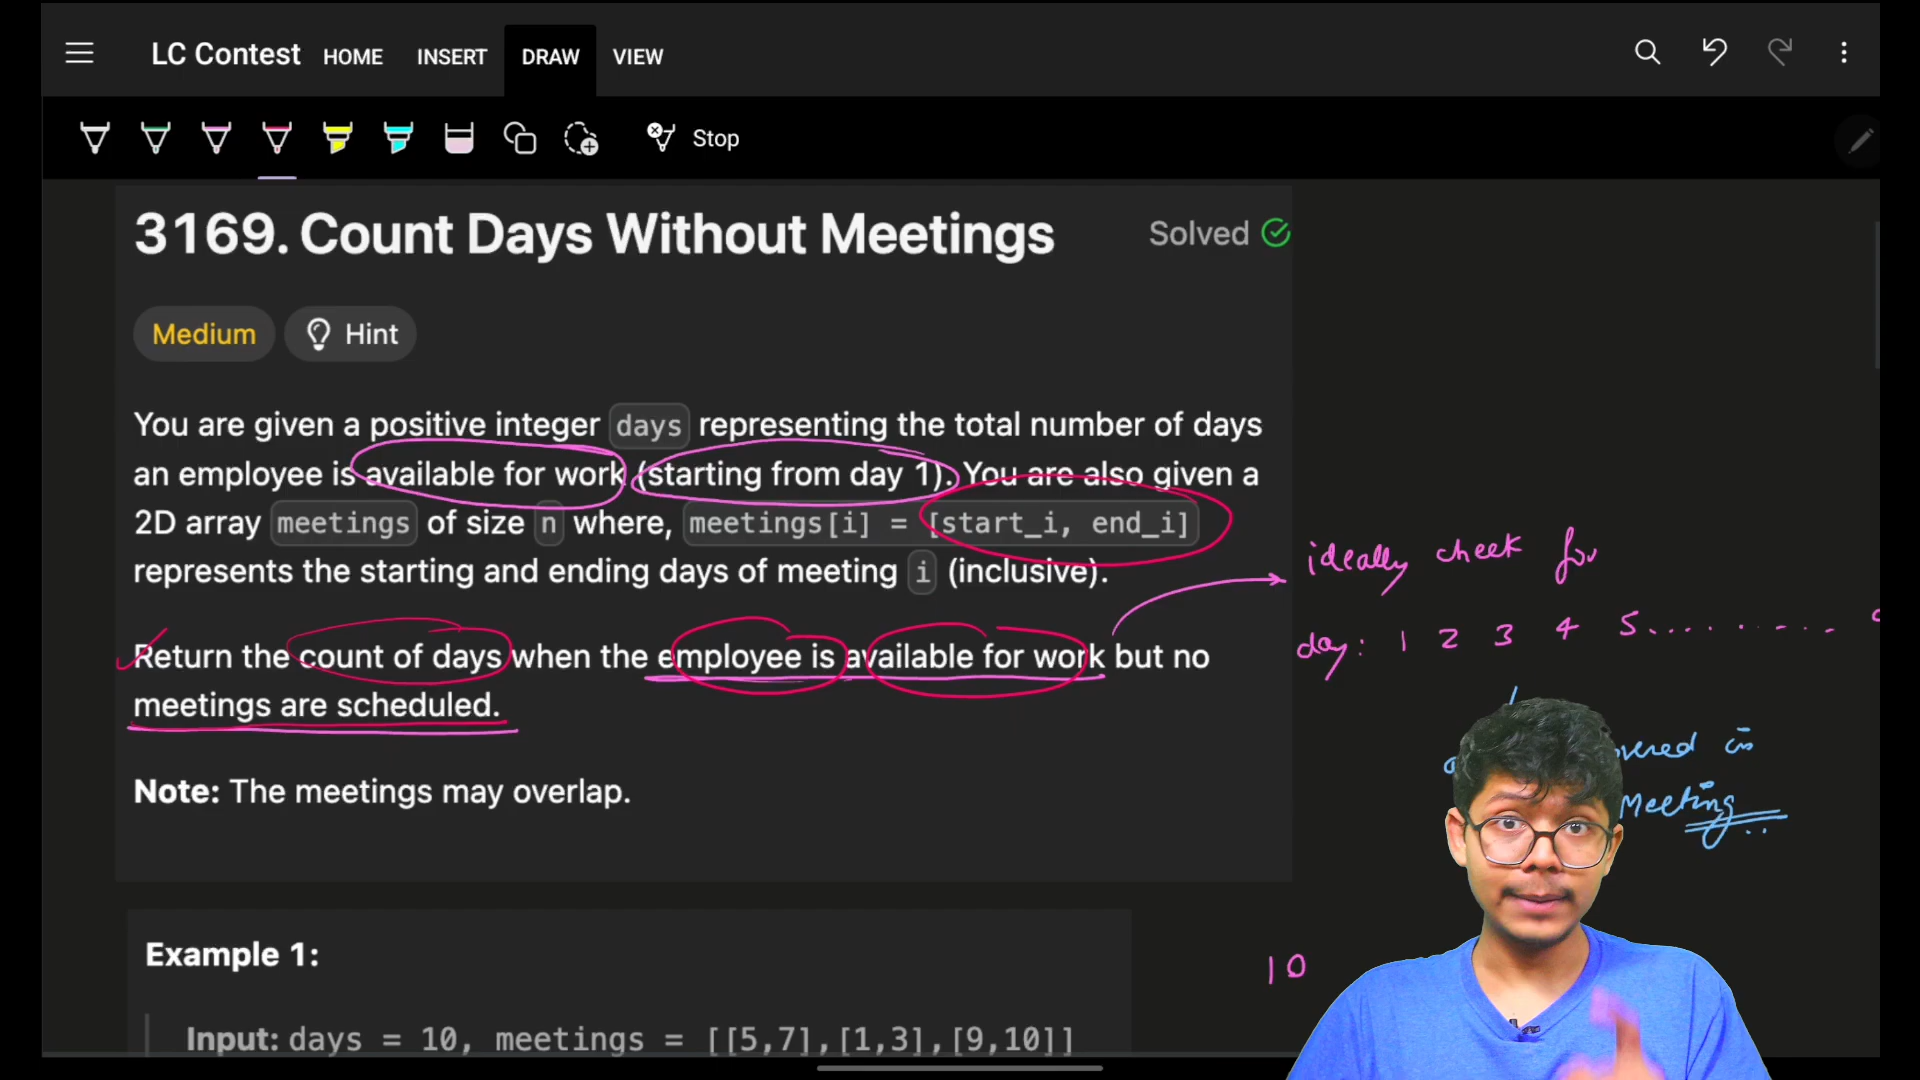 LC Contest HOME INSERT DRAW VIEW
Stop
3169. Count Days Without Meetings
Solved
Medium Hint
You are given a positive integer days representing the total number of days
an employee is available for work (starting from day 1). You are also given a
2D array meetings of size n where, meetings[i] = [start_i, end_i]
represents the starting and ending days of meeting i (inclusive).
ideally check for
day: 1 2 3 4 5.........
Return the count of days when the employee is available for work but no
meetings are scheduled.
Meeting
Note: The meetings may overlap.
Example 1:
10
Input: days = 10, meetings = [[5,7],[1,3],[9,10]]